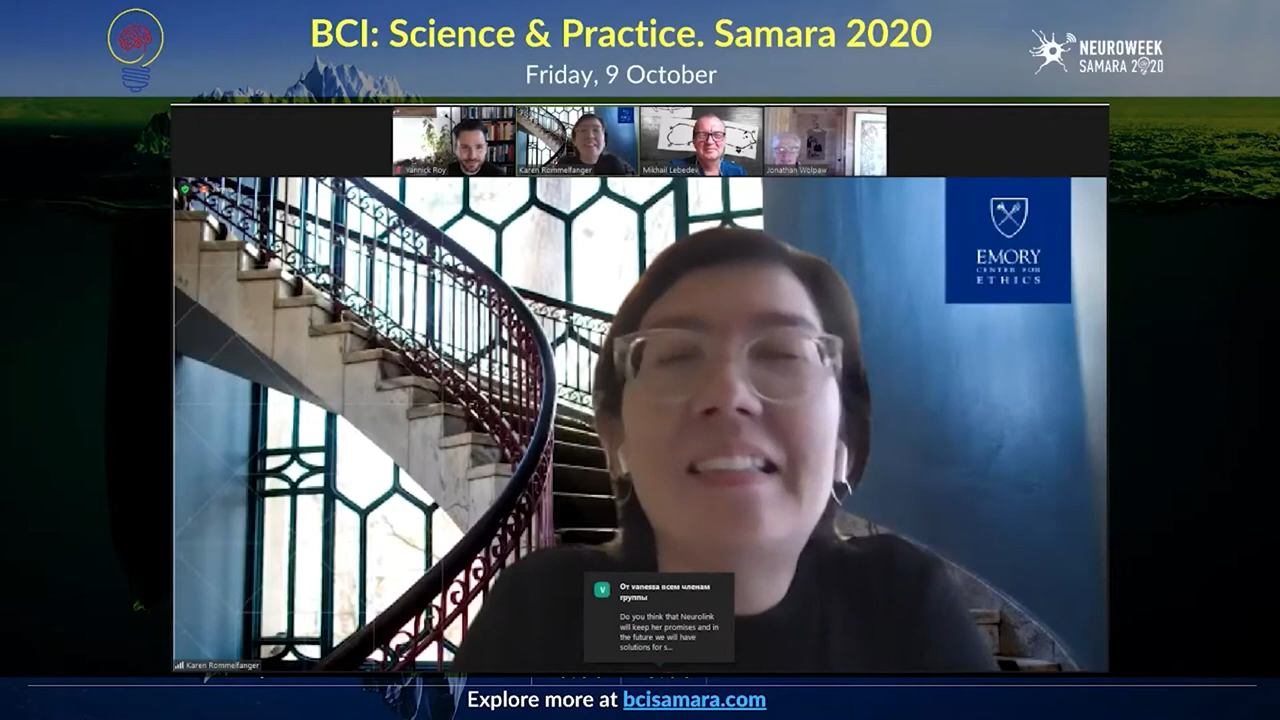 BCI: Science & Practice. Samara 2020
Friday, 9 October
NEUROWEEK
SAMARA 2020
Yannick Roy
Karen Rommelfanger
Mikhail Lebedev
Jonathan Wolpaw
EMORY
CENTER FOR
ETHICS
V
От vanessa всем членам
группы
Do you think that Neurolink
will keep her promises and in
the future we will have
solutions for s...
Karen Rommelfanger
Explore more at bcisamara.com